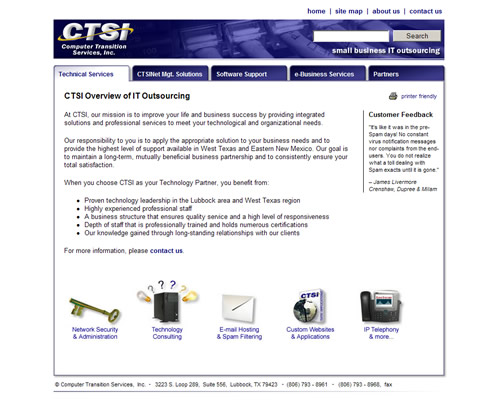 home | site map | about us | contact us
CTSI
Computer Transition
Services, Inc.
Search
small business IT outsourcing
Technical Services
CTSINet Mgt. Solutions
Software Support
e-Business Services
Partners
CTSI Overview of IT Outsourcing
printer friendly
At CTSI, our mission is to improve your life and business success by providing integrated
solutions and professional services to meet your technological and organizational needs.
Our responsibility to you is to apply the appropriate solution to your business needs and to
provide the highest level of support available in West Texas and Eastern New Mexico. Our goal is
to maintain a long-term, mutually beneficial business partnership and to consistently ensure your
total satisfaction.
When you choose CTSI as your Technology Partner, you benefit from:
• Proven technology leadership in the Lubbock area and West Texas region
• Highly experienced professional staff
• A business structure that ensures quality service and a high level of responsiveness
• Depth of staff that is professionally trained and holds numerous certifications
• Our knowledge gained through long-standing relationships with our clients
For more information, please contact us.
Customer Feedback
"It's like it was in the pre-
Spam days! No constant
virus notification messages
nor complaints from the end-
users. You do not realize
what a toll dealing with
Spam exacts until it is gone."
– James Livermore
Crenshaw, Dupree & Milam
? ? ? ?
CTSI
Network Security
& Administration
Technology
Consulting
E-mail Hosting
& Spam Filtering
Custom Websites
& Applications
IP Telephony
& more...
© Computer Transition Services, Inc. - 3223 S. Loop 289, Suite 556, Lubbock, TX 79423 - (806) 793 - 8961 - (806) 793 - 8968, fax